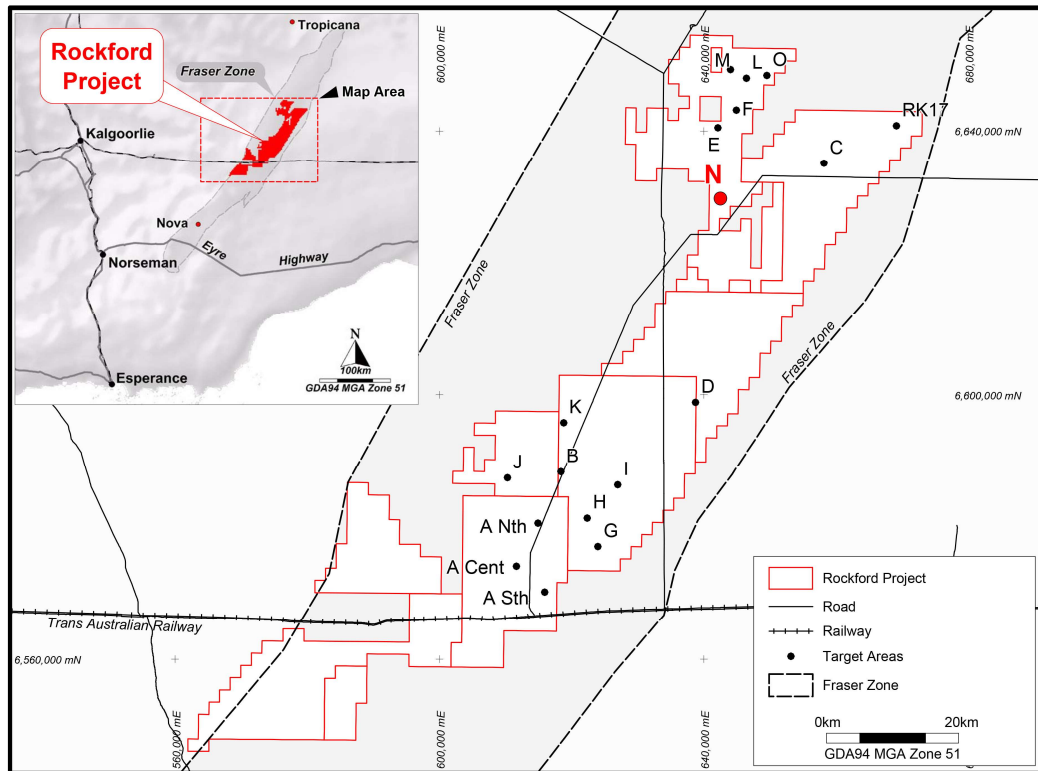 Tropicana
Rockford
Project
Fraser Zone
Map Area
Kalgoorlie
Nova
Eyre
Highway
Norseman
Esperance
N
100km
GDA94 MGA Zone 51
600,000 mE
640,000 mE
680,000 mE
M
L
O
F
E
RK17
6,640,000 mN
C
N
Fraser Zone
Fraser Zone
D
6,600,000 mN
K
B
J
I
H
A Nth
G
A Cent
A Sth
Trans Australian Railway
6,560,000 mN
560,000 mE
600,000 mE
640,000 mE
Rockford Project
Road
Railway
Target Areas
Fraser Zone
0km
20km
GDA94 MGA Zone 51